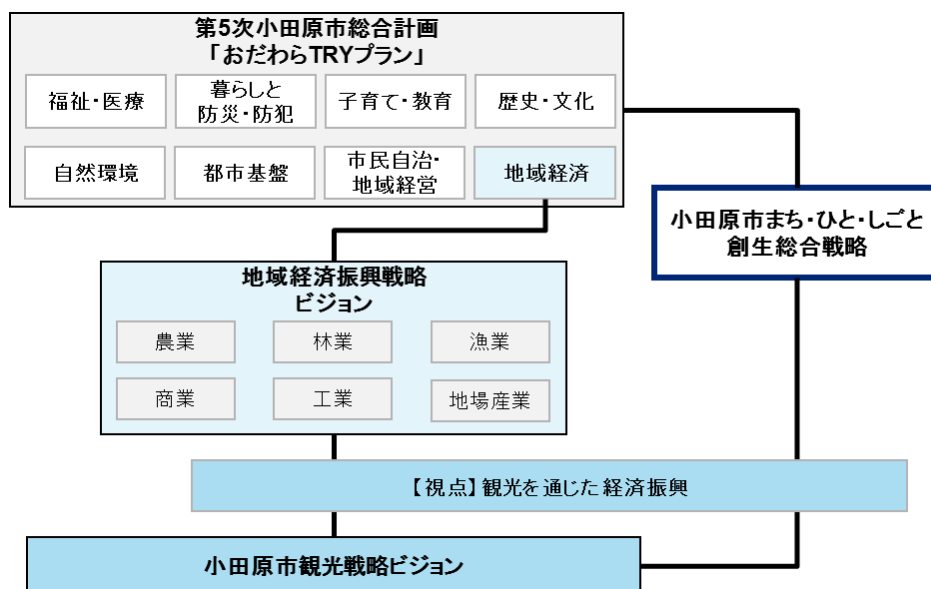 第5次小田原市総合計画
「おだわらTRYプラン」
福祉・医療
暮らしと
防災・防犯
子育て・教育
歴史・文化
自然環境
都市基盤
市民自治・
地域経営
地域経済
小田原市まち・ひと・しごと
創生総合戦略
地域経済振興戦略
ビジョン
農業
林業
漁業
商業
工業
地場産業
【視点】観光を通じた経済振興
小田原市観光戦略ビジョン